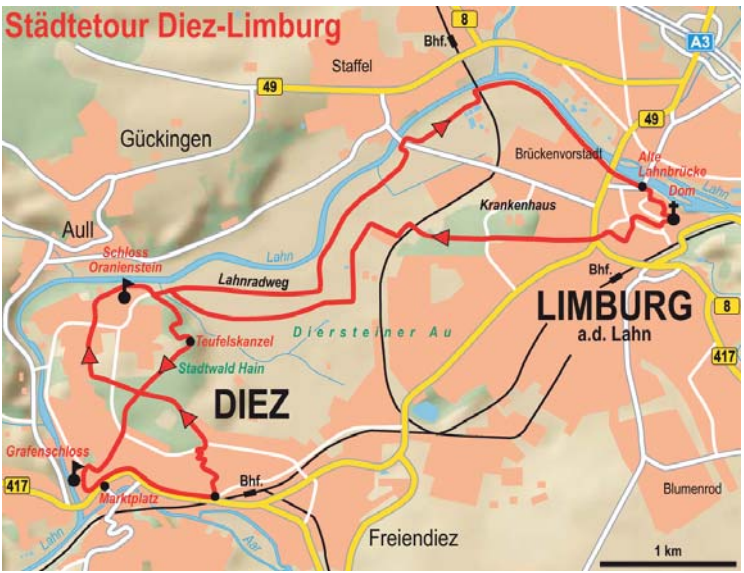 Städtetour Diez-Limburg
8
Bhf.
A3
Staffel
49
49
Gückingen
Brückenvorstadt
Alte
Lahnbrücke
Dom
Lahn
Krankenhaus
Aull
Schloss
Oranienstein
Lahn
Lahnradweg
Bhf.
LIMBURG
a.d. Lahn
8
Diersteiner Au
Teufelskanzel
Stadtwald Hain
417
DIEZ
Grafenschloss
417
Marktplatz
Bhf.
Blumenrod
Lahn
Aar
Freiendiez
1 km